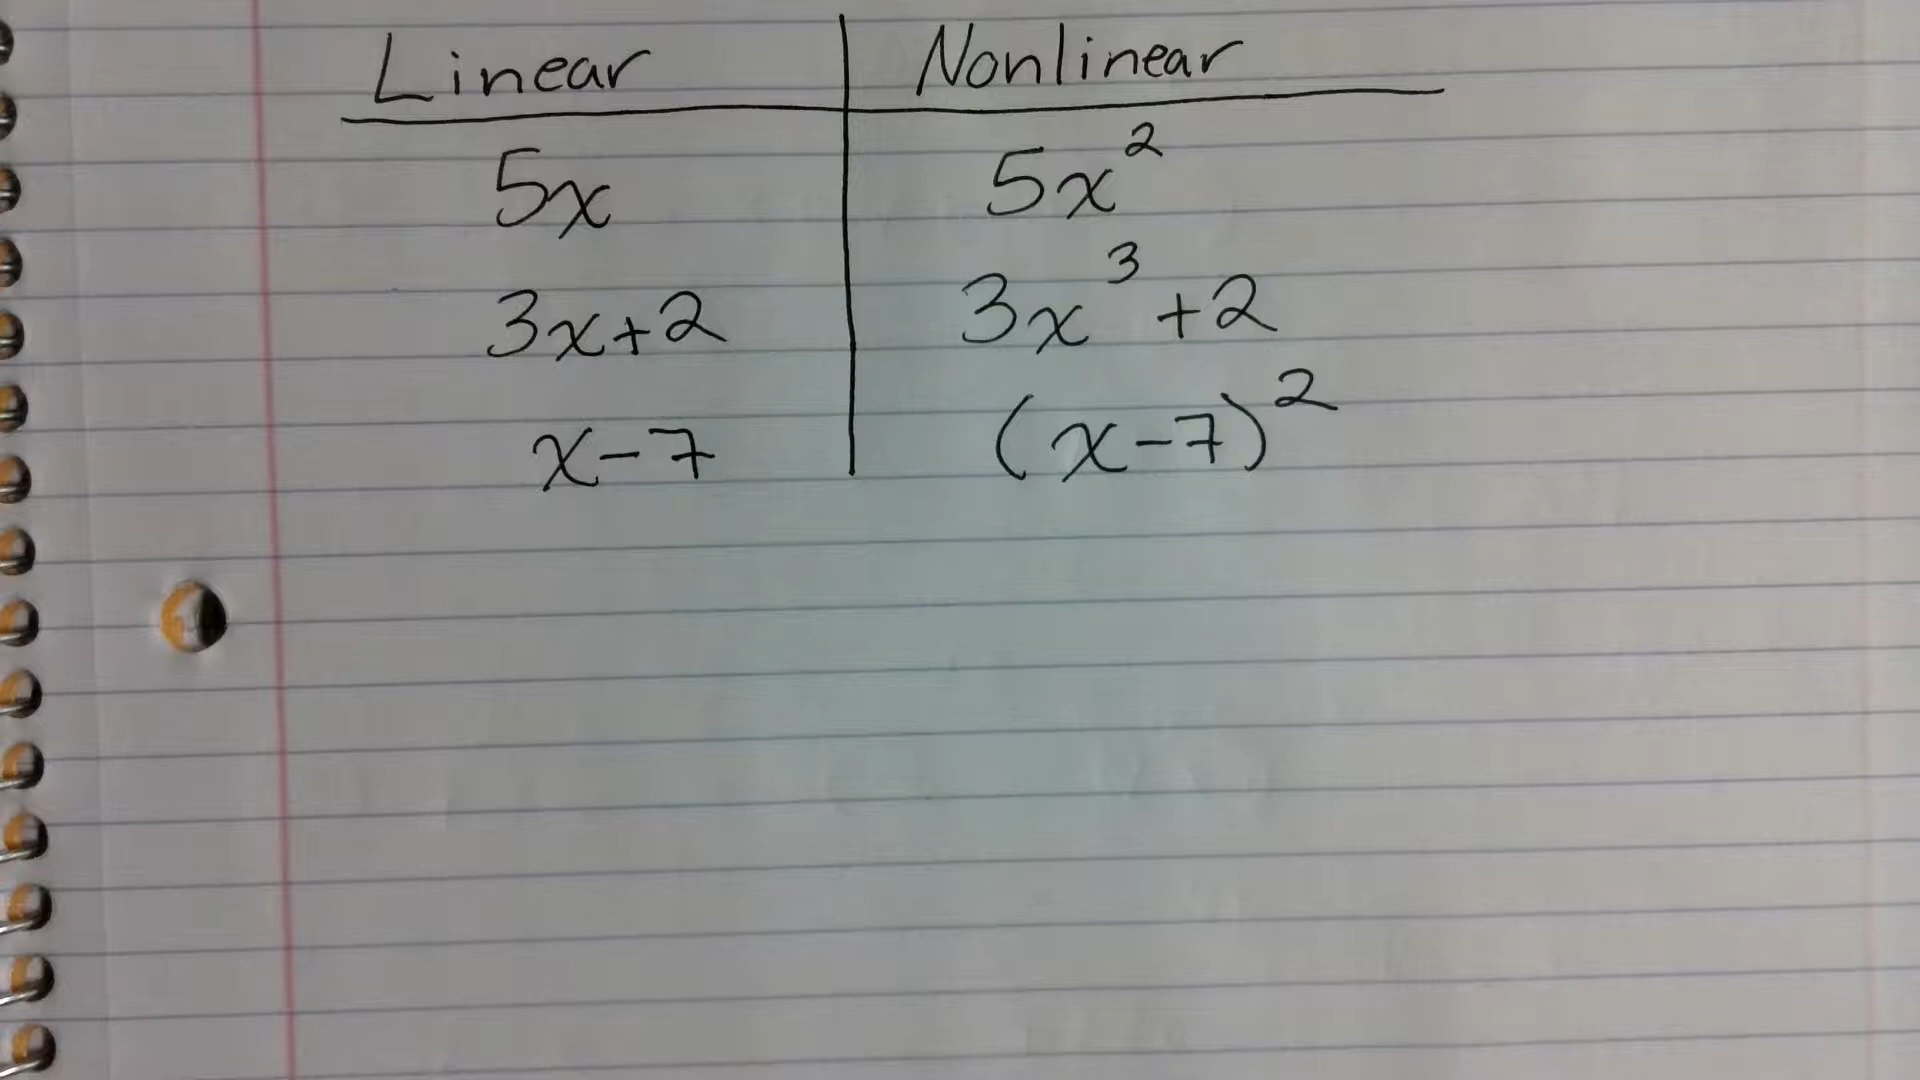 Linear | Nonlinear
5x | 5x²
3x+2 | 3x³+2
x-7 | (x-7)²